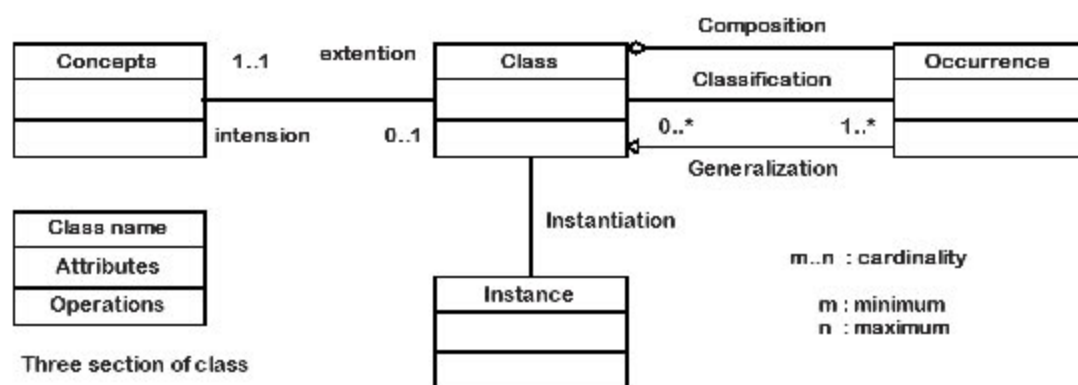 Composition
Concepts
1..1
extention
Class
Occurrence
Classification
intension
0..1
0..*
1..*
Generalization
Class name
Attributes
Operations
Three section of class
Instantiation
Instance
m..n : cardinality
m : minimum
n : maximum